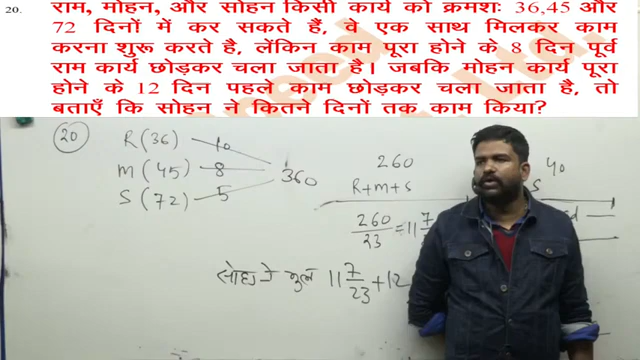 20. राम, मोहन, और सोहन किसी कार्य को क्रमशः 36,45 और
72 दिनों में कर सकते हैं, वे एक साथ मिलकर काम
करना शुरू करते है, लेंकिन काम पूरा होने के 8 दिन पूर्व
राम कार्य छोड़कर चला जाता है। जबकि मोहन कार्य पूरा
होने के 12 दिन पहले काम छोड़कर चला जाता है, तो
बताएँ कि सोहन ने कितने दिनों तक काम किया?
20
R (36) 10
M (45) 8 360
S (72) 5
260 40
R+M+S S
260/23 = 11 7/
11 7/23 + 12